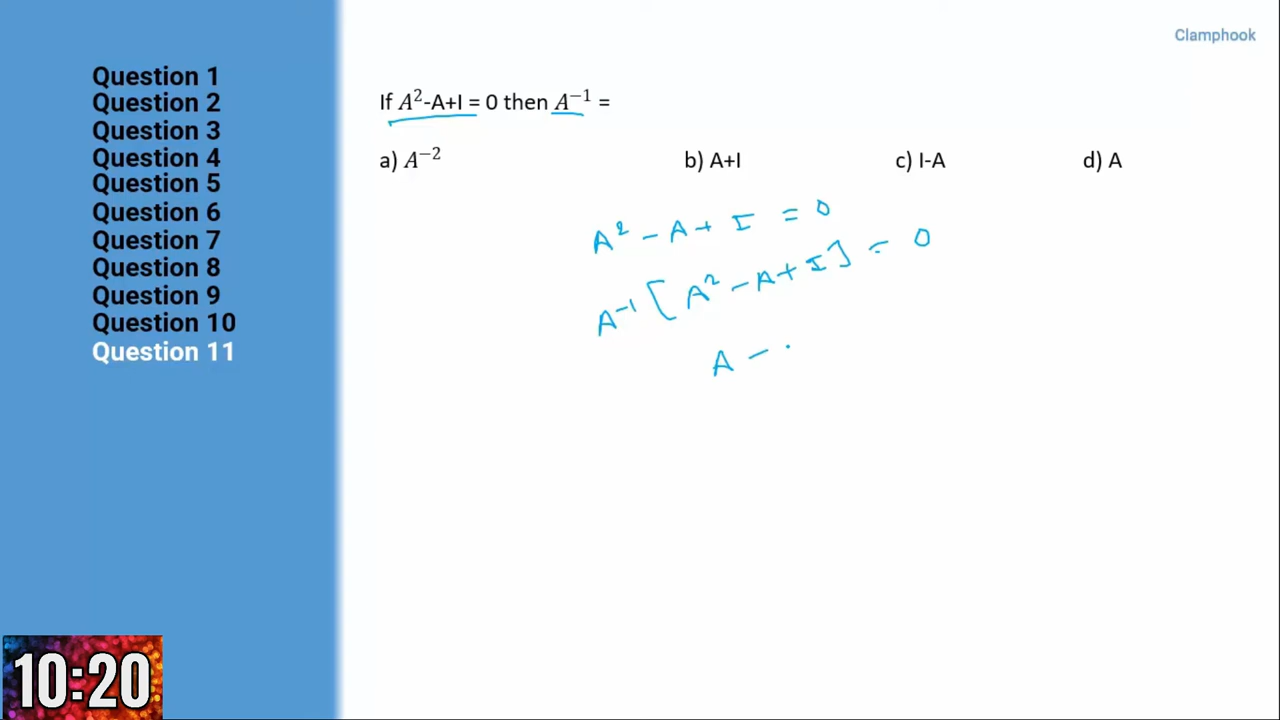 Clamphook
Question 1
Question 2
Question 3
Question 4
Question 5
Question 6
Question 7
Question 8
Question 9
Question 10
Question 11
If A²-A+I = 0 then A⁻¹ =
a) A⁻² b) A+I c) I-A d) A
A² - A + I = 0
A⁻¹ [A² - A + I] = 0
A -
10:20